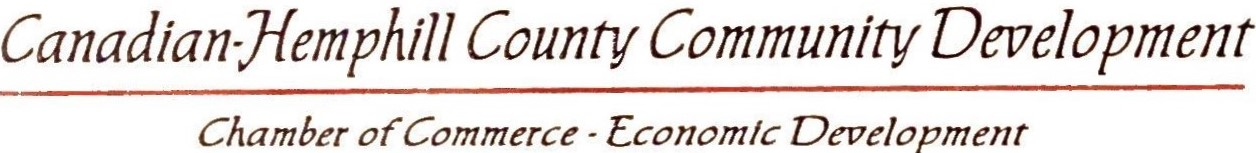 Canadian-Hemphill County Community Development
Chamber of Commerce - Economic Development